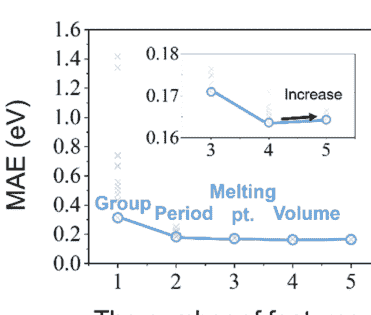 1.6
1.4
1.2
1.0
0.8
0.6
0.4
0.2
0.0
MAE (eV)
0.18
0.17
0.16
Increase
3 4 5
Group
Period
Melting
pt.
Volume
1 2 3 4 5